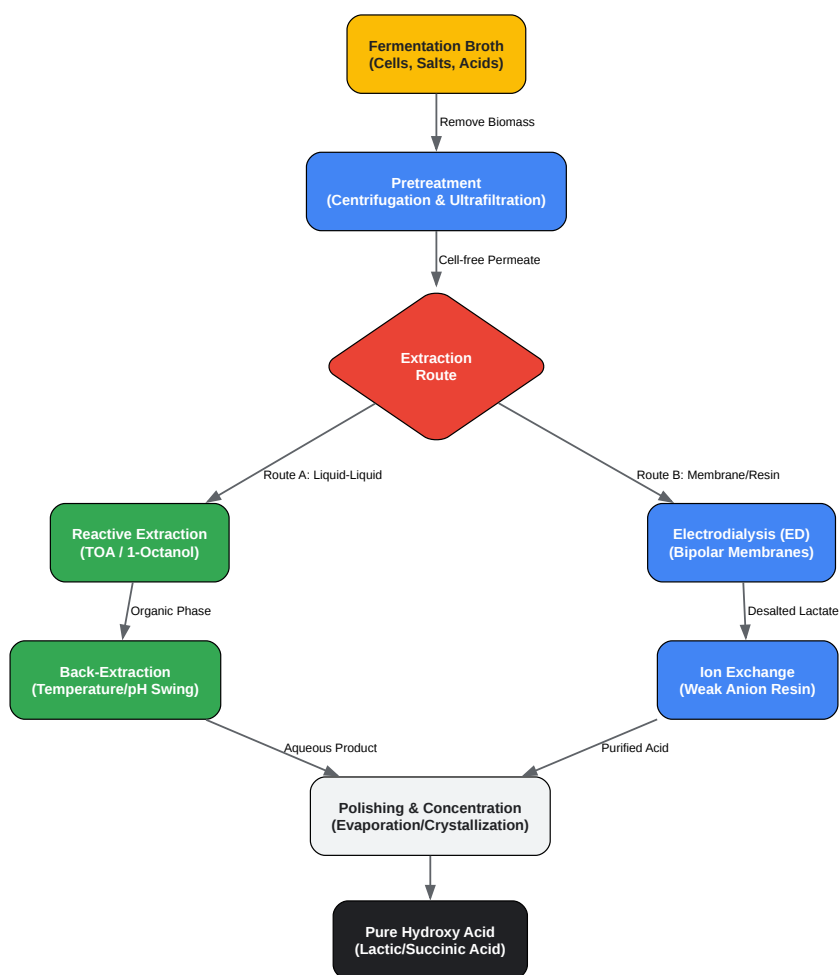 Fermentation Broth
(Cells, Salts, Acids)
Remove Biomass
Pretreatment
(Centrifugation & Ultrafiltration)
Cell-free Permeate
Extraction
Route
Route A: Liquid-Liquid
Route B: Membrane/Resin
Reactive Extraction
(TOA / 1-Octanol)
Electrodialysis (ED)
(Bipolar Membranes)
Organic Phase
Desalted Lactate
Back-Extraction
(Temperature/pH Swing)
Ion Exchange
(Weak Anion Resin)
Aqueous Product
Purified Acid
Polishing & Concentration
(Evaporation/Crystallization)
Pure Hydroxy Acid
(Lactic/Succinic Acid)